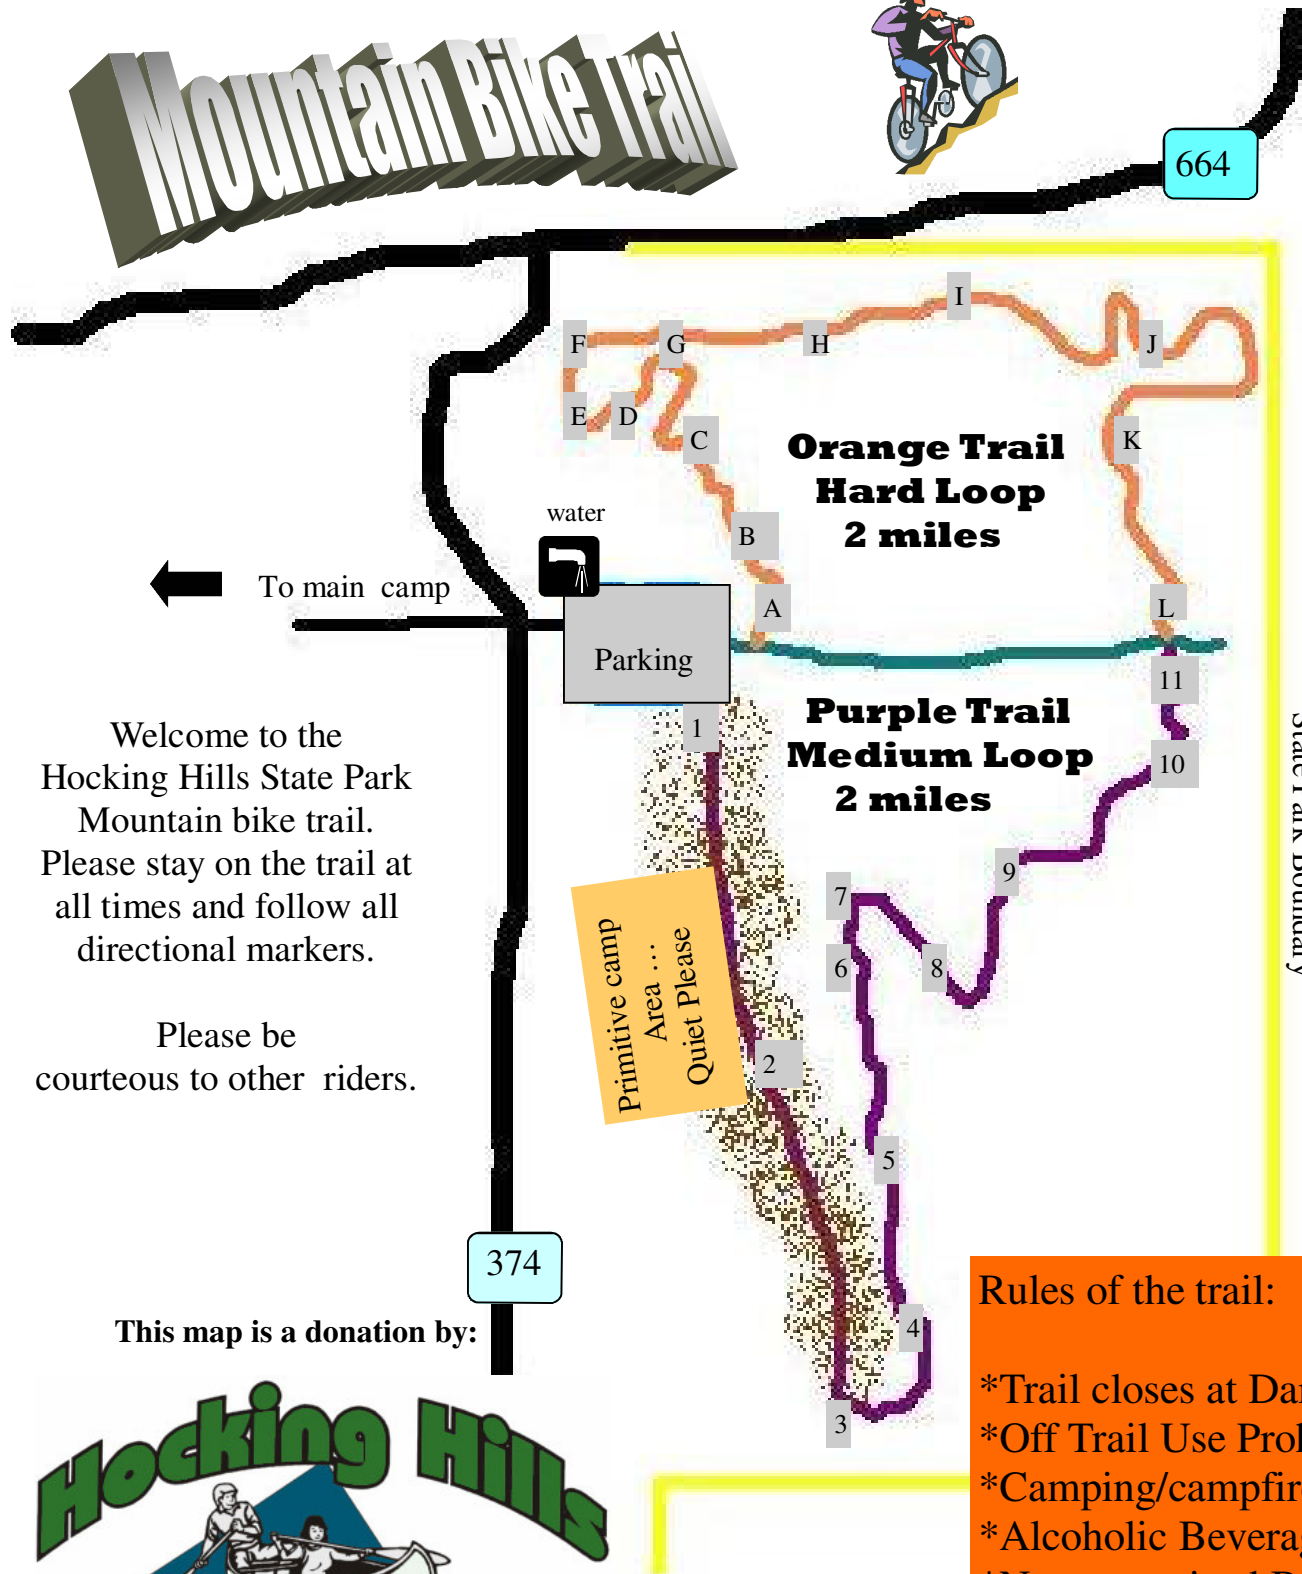 Mountain Bike Trail
664
I
F
G
H
J
E
D
C
K
Orange Trail
Hard Loop
2 miles
water
B
To main  camp
A
L
Parking
11
1
Purple Trail
Medium Loop
2 miles
10
State Park Boundary
Welcome to the
Hocking Hills State Park
Mountain bike trail.
Please stay on the trail at
all times and follow all
directional markers.
Please be
courteous to other  riders.
9
7
6
8
Primitive camp
Area …
Quiet Please
2
5
374
4
3
This map is a donation by:
Hocking Hills
Rules of the trail:
*Trail closes at Da
*Off Trail Use Pro
*Camping/campfir
*Alcoholic Bevera